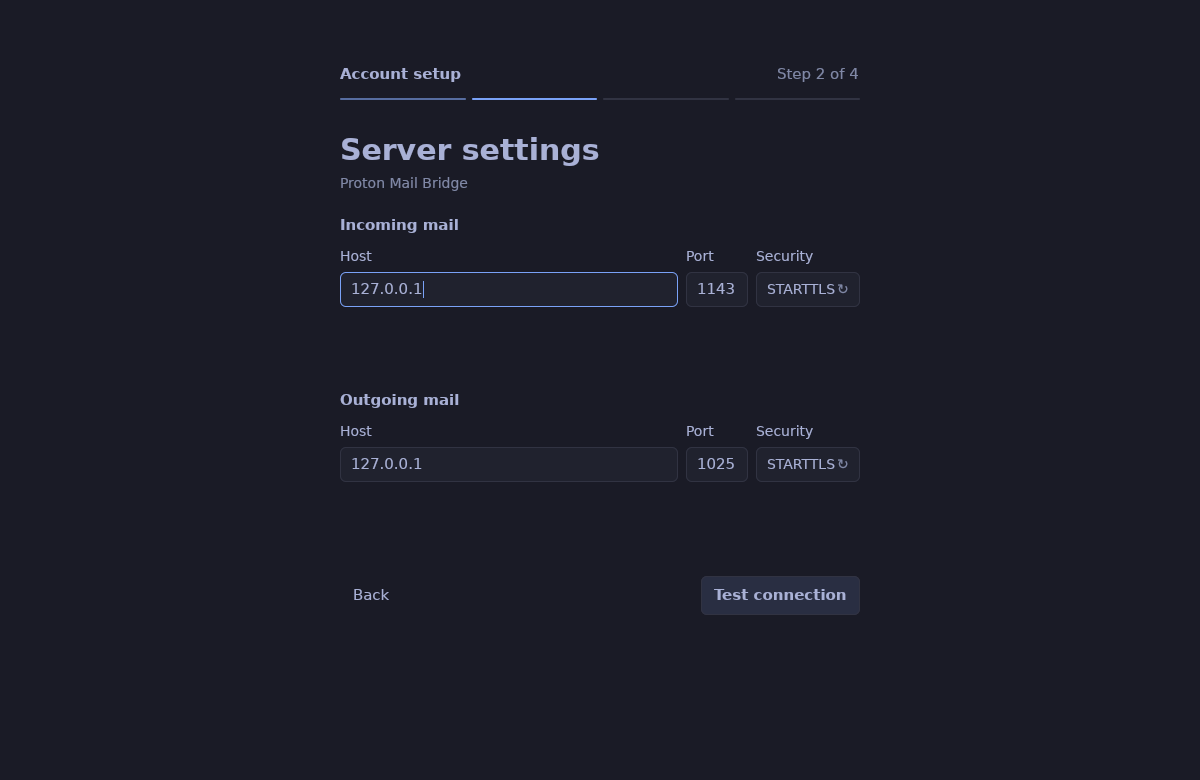 Account setup Step 2 of 4
Server settings
Proton Mail Bridge
Incoming mail
Host Port Security
127.0.0.1 1143 STARTTLS↻
Outgoing mail
Host Port Security
127.0.0.1 1025 STARTTLS↻
Back Test connection